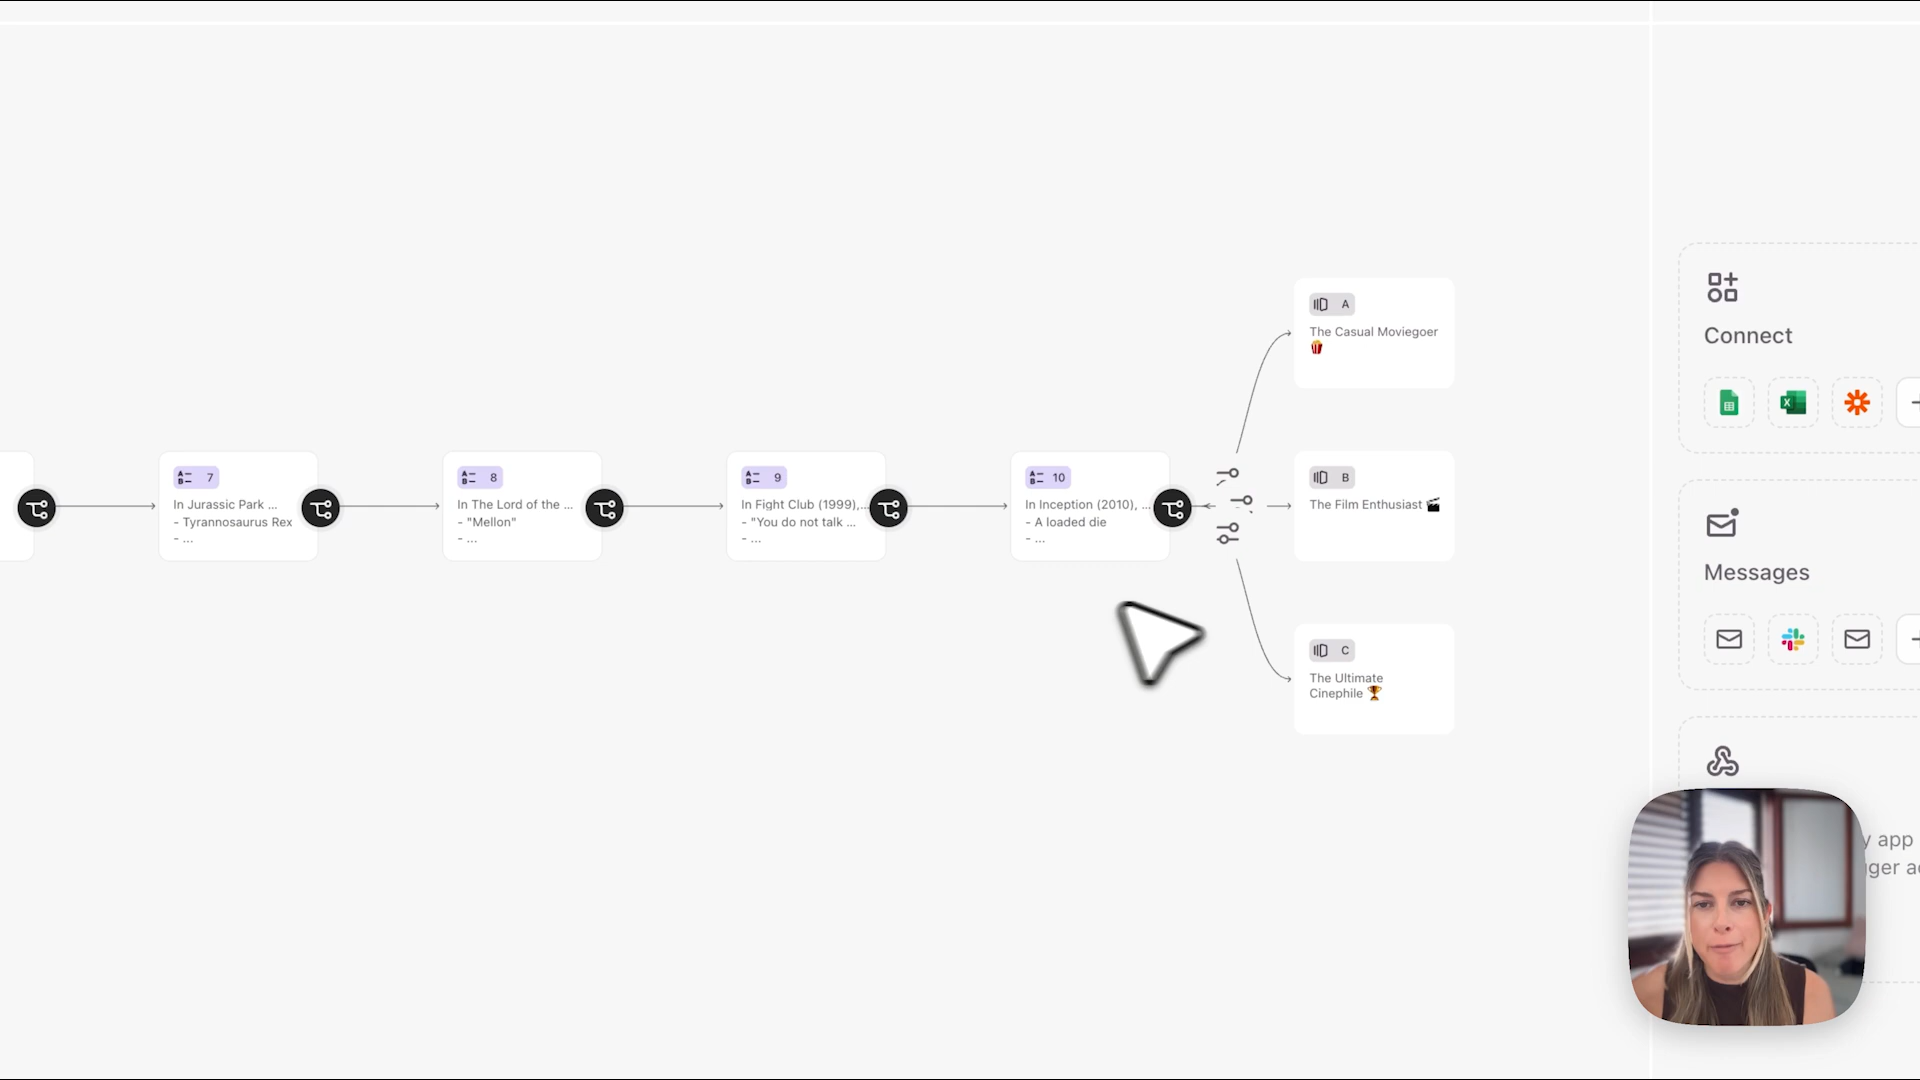 A
B
7
In Jurassic Park ...
- Tyrannosaurus Rex
- ...
A
B
8
In The Lord of the ...
- "Mellon"
- ...
A
B
9
In Fight Club (1999),...
- "You do not talk ...
- ...
A
B
10
In Inception (2010), ...
- A loaded die
- ...
A
The Casual Moviegoer
🍿
B
The Film Enthusiast 🎬
C
The Ultimate
Cinephile 🏆
Connect
Messages
app